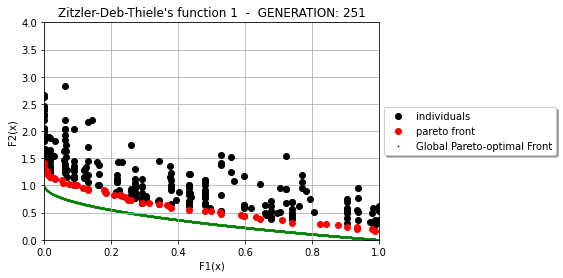 Zitzler-Deb-Thiele's function 1 - GENERATION: 251
4.0
3.5
3.0
2.5
2.0
1.5
1.0
0.5
0.0
F2(x)
0.0 0.2 0.4 0.6 0.8 1.0
F1(x)
individuals
pareto front
Global Pareto-optimal Front